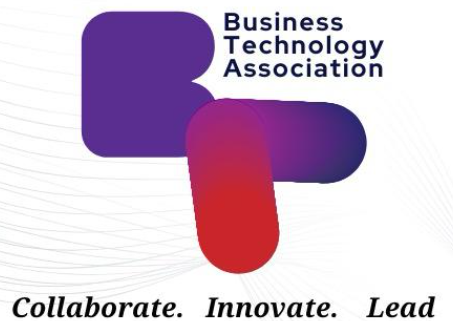 Business
Technology
Association
Collaborate. Innovate. Lead